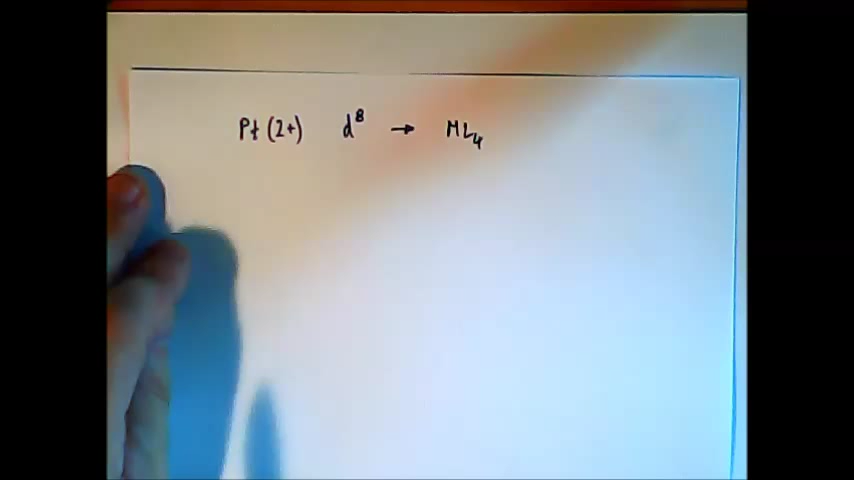 Pt (2+) d⁸ → ML₄